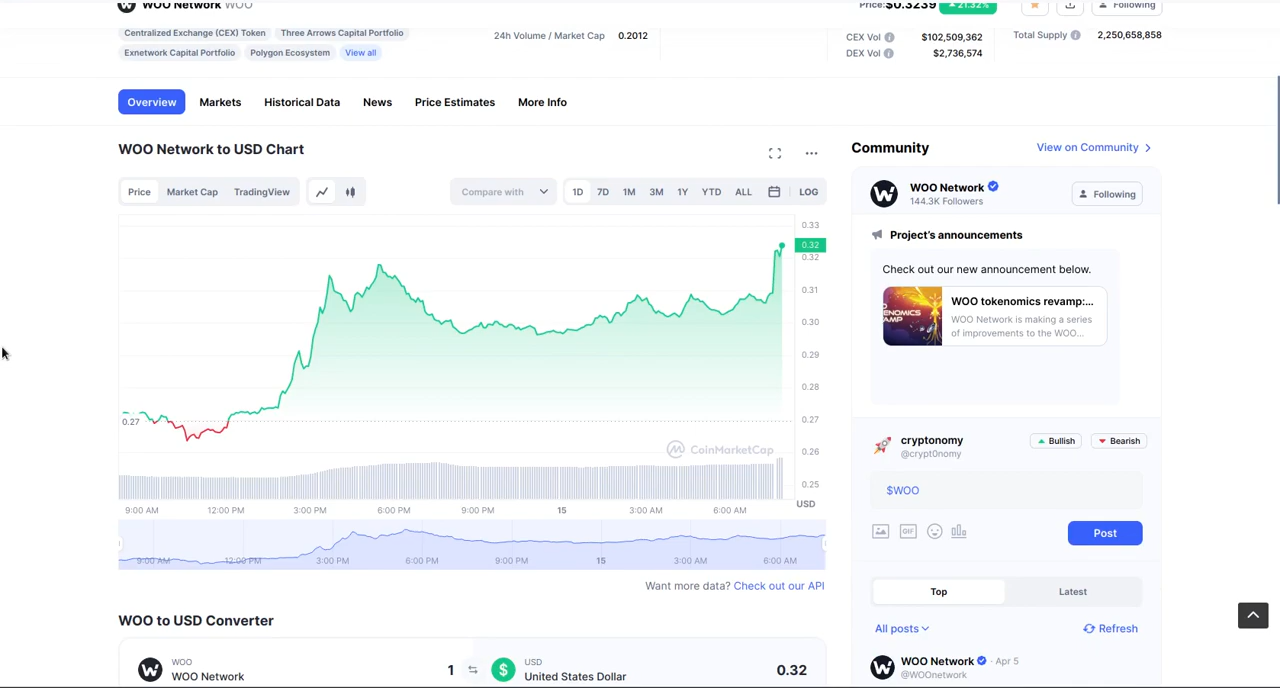 WOO Network WOO
Price: $0.3239 21.32%
Following
Centralized Exchange (CEX) Token
Three Arrows Capital Portfolio
Exnetwork Capital Portfolio
Polygon Ecosystem
View all
24h Volume / Market Cap 0.2012
CEX Vol $102,509,362
DEX Vol $2,736,574
Total Supply 2,250,658,858
Overview
Markets
Historical Data
News
Price Estimates
More Info
WOO Network to USD Chart
Price
Market Cap
TradingView
Compare with
1D 7D 1M 3M 1Y YTD ALL LOG
0.33
0.32
0.32
0.31
0.30
0.29
0.28
0.27
0.26
0.25
0.27
CoinMarketCap
USD
9:00 AM 12:00 PM 3:00 PM 6:00 PM 9:00 PM 15 3:00 AM 6:00 AM
9:00 AM 12:00 PM 3:00 PM 6:00 PM 9:00 PM 15 3:00 AM 6:00 AM
Want more data? Check out our API
WOO to USD Converter
WOO
WOO Network
1
USD
United States Dollar
0.32
Community
View on Community
WOO Network
144.3K Followers
Following
Project's announcements
Check out our new announcement below.
WOO tokenomics revamp:...
WOO Network is making a series
of improvements to the WOO...
cryptonomy
@crypt0nomy
Bullish
Bearish
$WOO
GIF
Post
Top
Latest
All posts
Refresh
WOO Network · Apr 5
@WOOnetwork